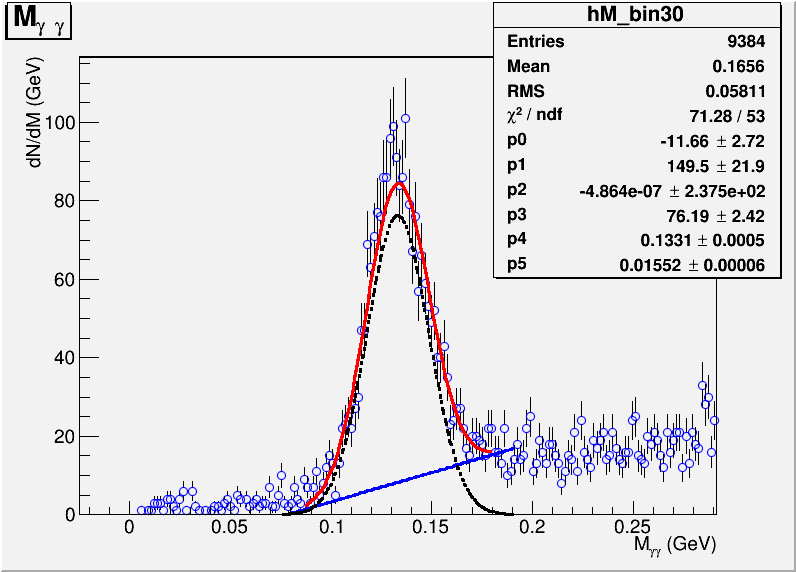 M γ γ
hM_bin30
Entries 9384
Mean 0.1656
RMS 0.05811
χ² / ndf 71.28 / 53
p0 -11.66 ± 2.72
p1 149.5 ± 21.9
p2 -4.864e-07 ± 2.375e+02
p3 76.19 ± 2.42
p4 0.1331 ± 0.0005
p5 0.01552 ± 0.00006
dN/dM (GeV)
100
80
60
40
20
0
0 0.05 0.1 0.15 0.2 0.25
Mγγ (GeV)